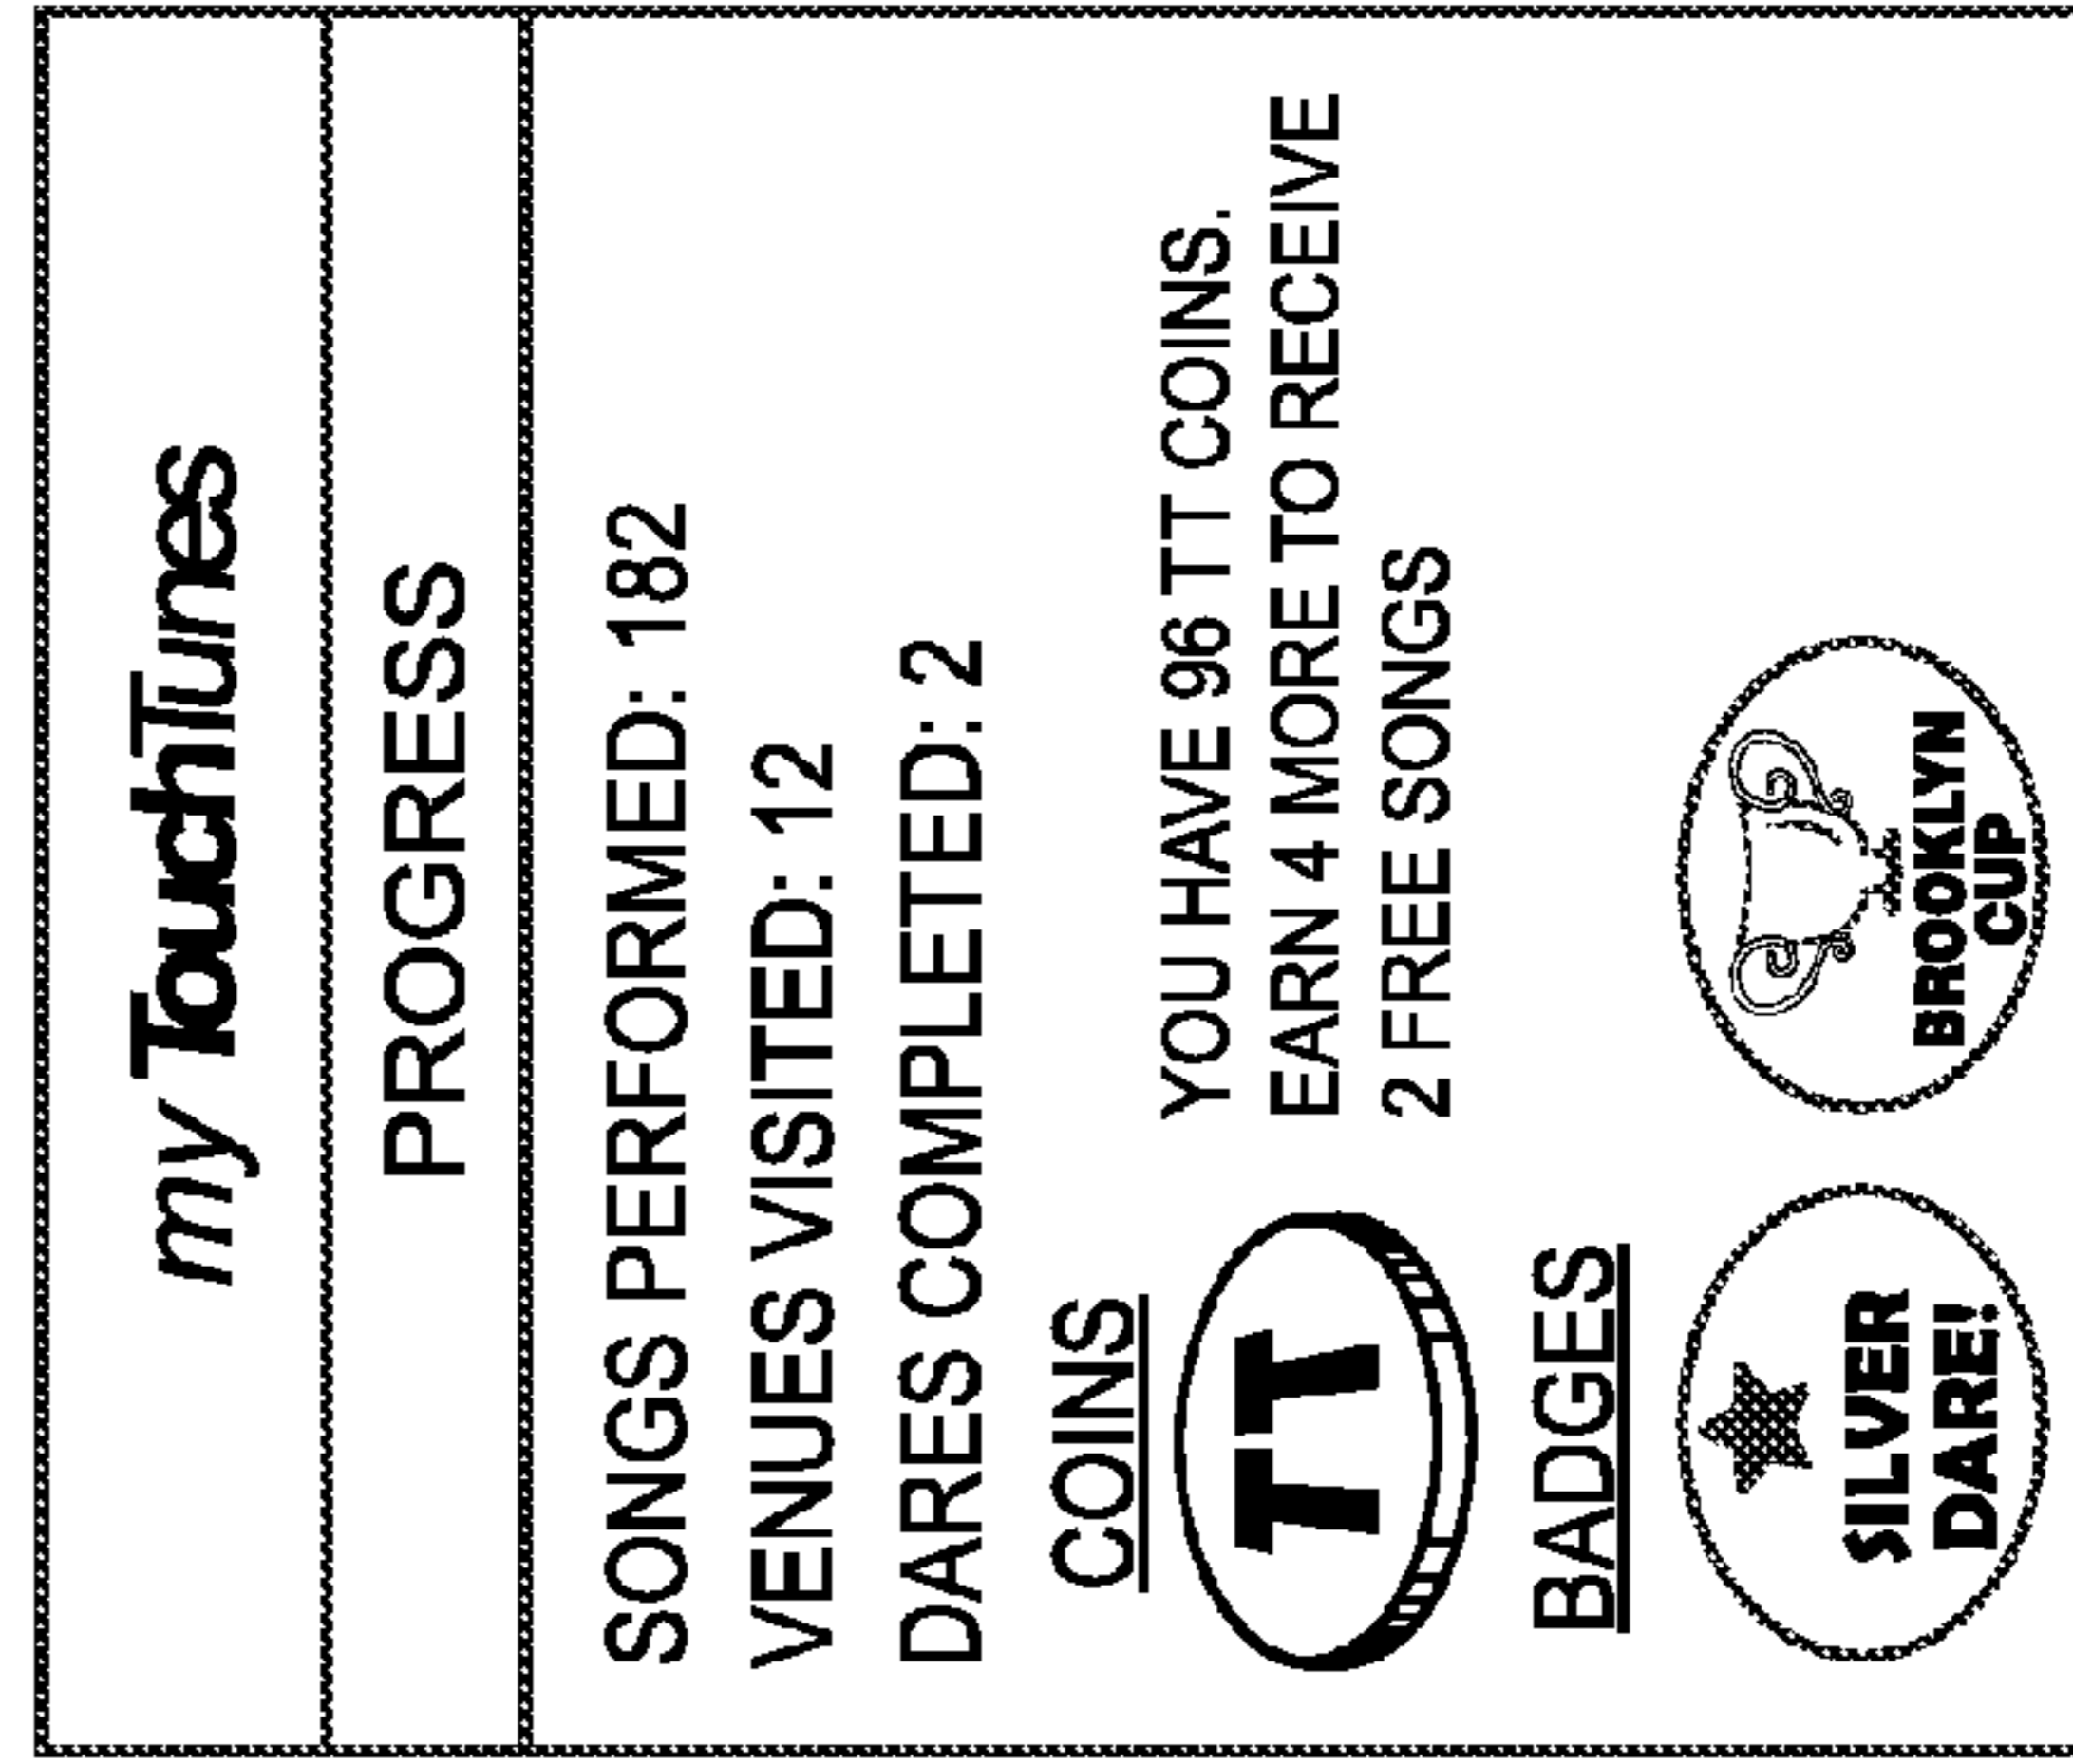 my TouchTunes
PROGRESS
SONGS PERFORMED: 182
VENUES VISITED: 12
DARES COMPLETED: 2
COINS
TT
YOU HAVE 96 TT COINS.
EARN 4 MORE TO RECEIVE
2 FREE SONGS
BADGES
SILVER
DARE!
BROOKLYN
CUP